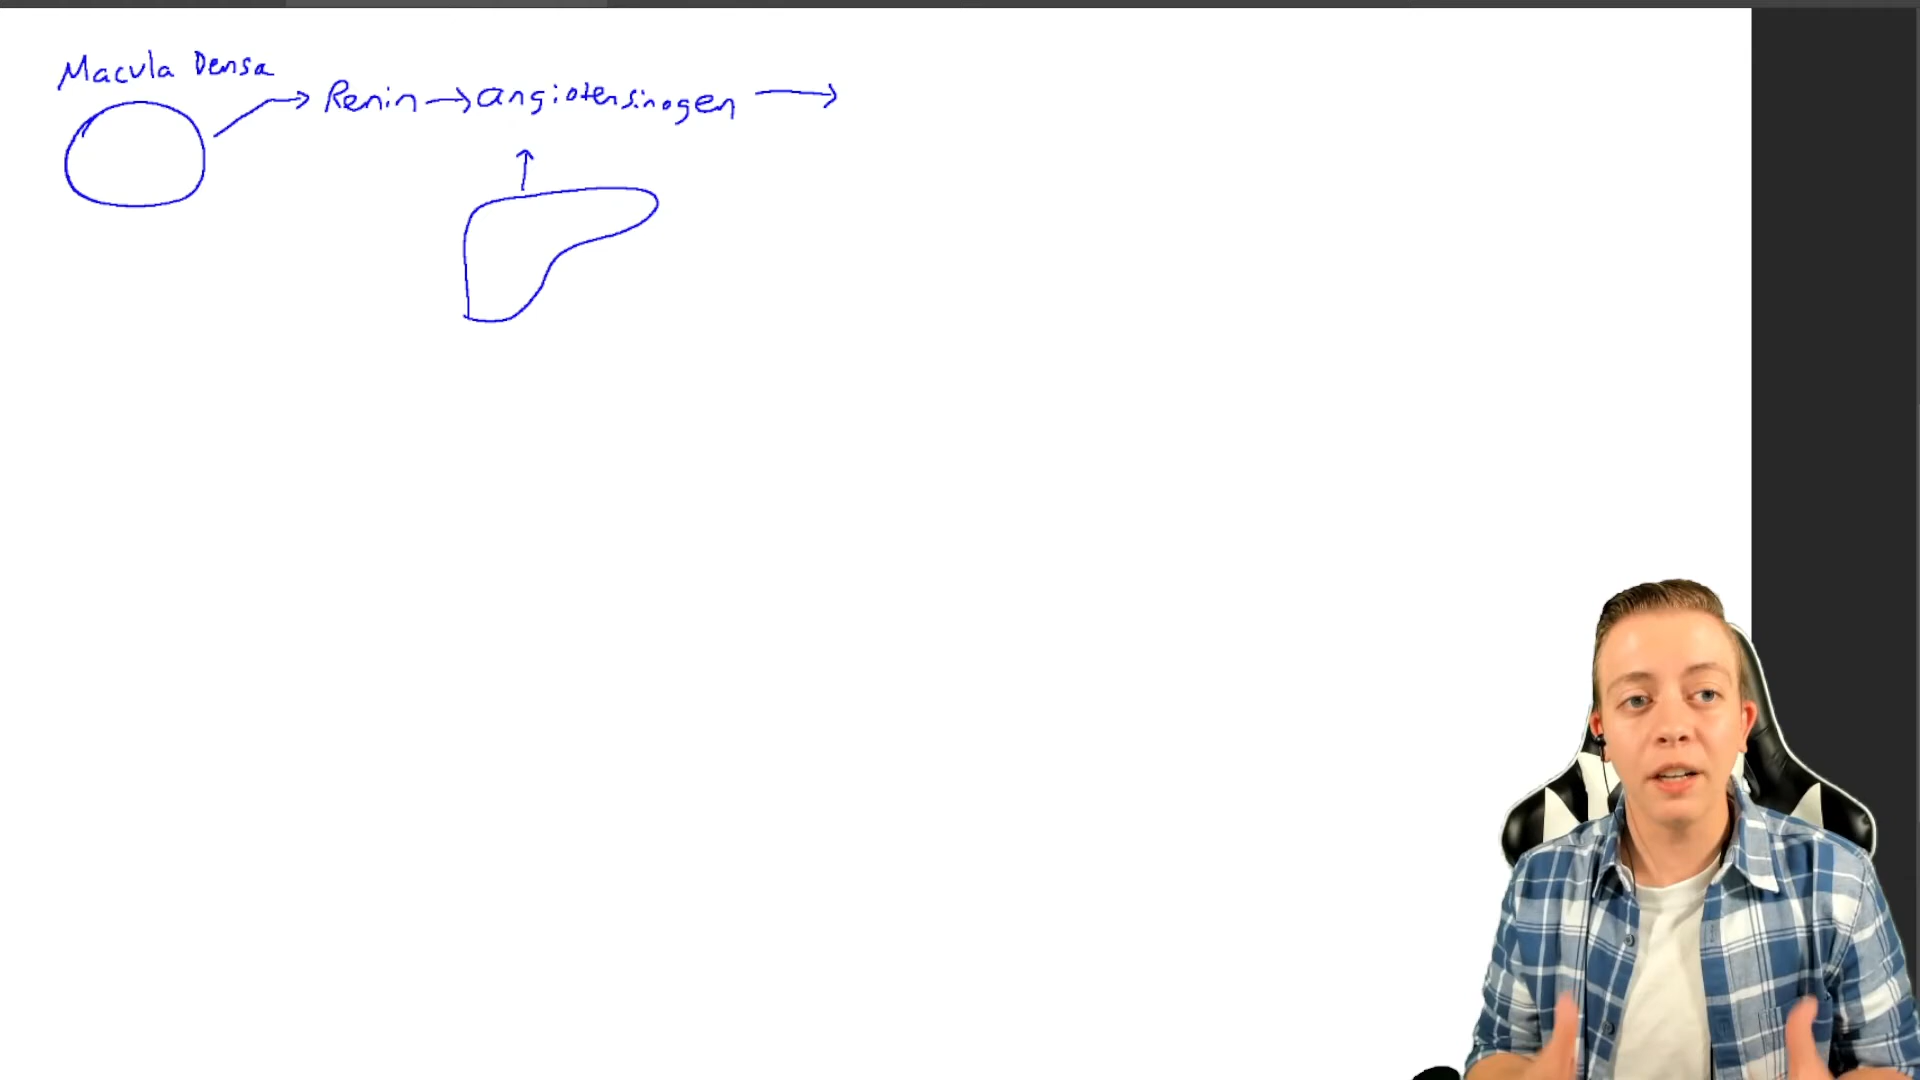 Macula Densa
Renin → angiotensinogen →